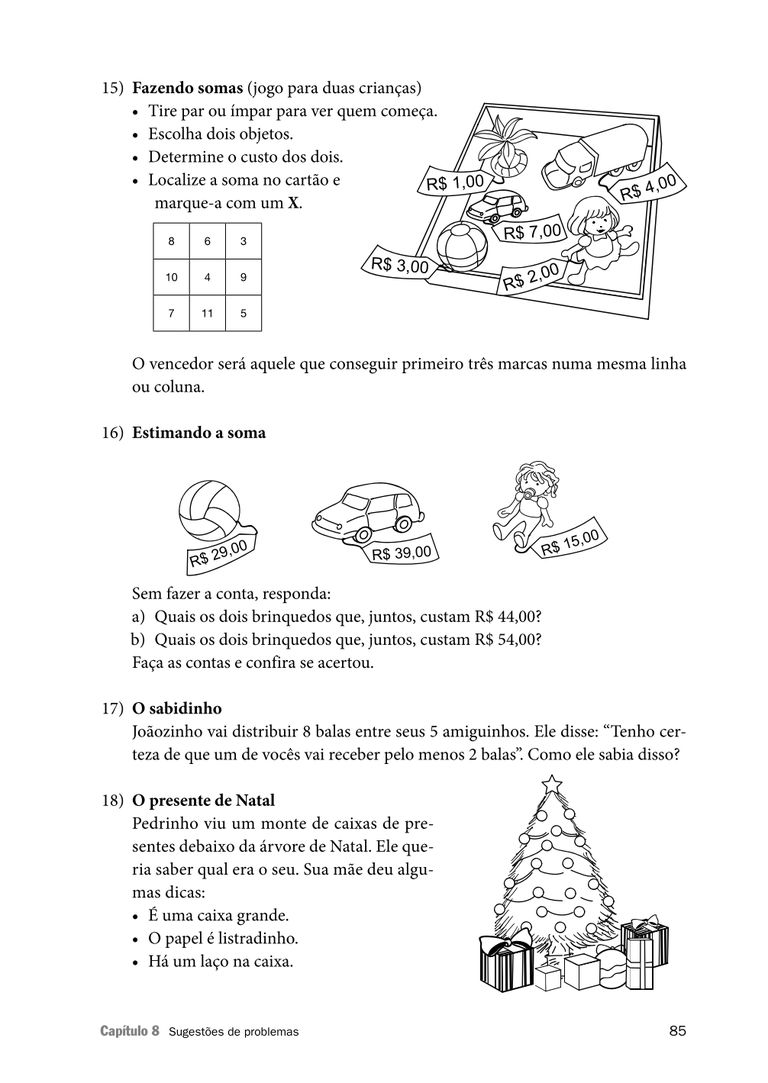 15) Fazendo somas (jogo para duas crianças)
• Tire par ou ímpar para ver quem começa.
• Escolha dois objetos.
• Determine o custo dos dois.
• Localize a soma no cartão e
marque-a com um X.
8 6 3
10 4 9
7 11 5
R$ 1,00
R$ 4,00
R$ 7,00
R$ 3,00
R$ 2,00
O vencedor será aquele que conseguir primeiro três marcas numa mesma linha
ou coluna.
16) Estimando a soma
R$ 29,00
R$ 39,00
R$ 15,00
Sem fazer a conta, responda:
a) Quais os dois brinquedos que, juntos, custam R$ 44,00?
b) Quais os dois brinquedos que, juntos, custam R$ 54,00?
Faça as contas e confira se acertou.
17) O sabidinho
Joãozinho vai distribuir 8 balas entre seus 5 amiguinhos. Ele disse: “Tenho cer-
teza de que um de vocês vai receber pelo menos 2 balas”. Como ele sabia disso?
18) O presente de Natal
Pedrinho viu um monte de caixas de pre-
sentes debaixo da árvore de Natal. Ele que-
ria saber qual era o seu. Sua mãe deu algu-
mas dicas:
• É uma caixa grande.
• O papel é listradinho.
• Há um laço na caixa.
Capítulo 8 Sugestões de problemas
85